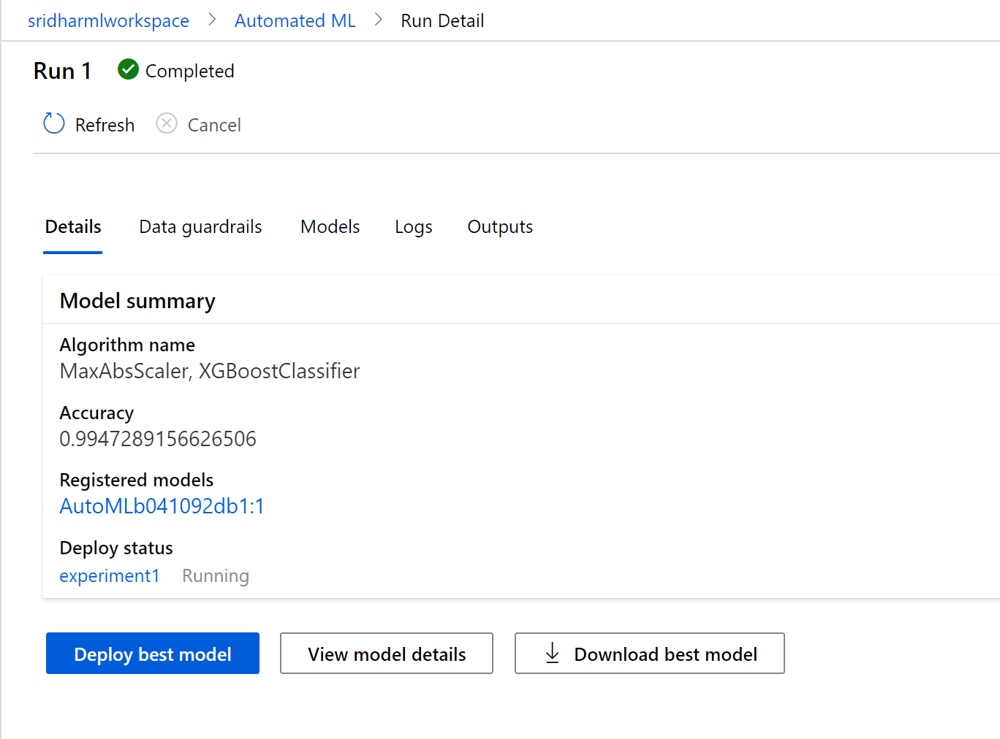 sridharmlworkspace > Automated ML > Run Detail
Run 1 Completed
Refresh Cancel
Details Data guardrails Models Logs Outputs
Model summary
Algorithm name
MaxAbsScaler, XGBoostClassifier
Accuracy
0.9947289156626506
Registered models
AutoMLb041092db1:1
Deploy status
experiment1 Running
Deploy best model View model details Download best model